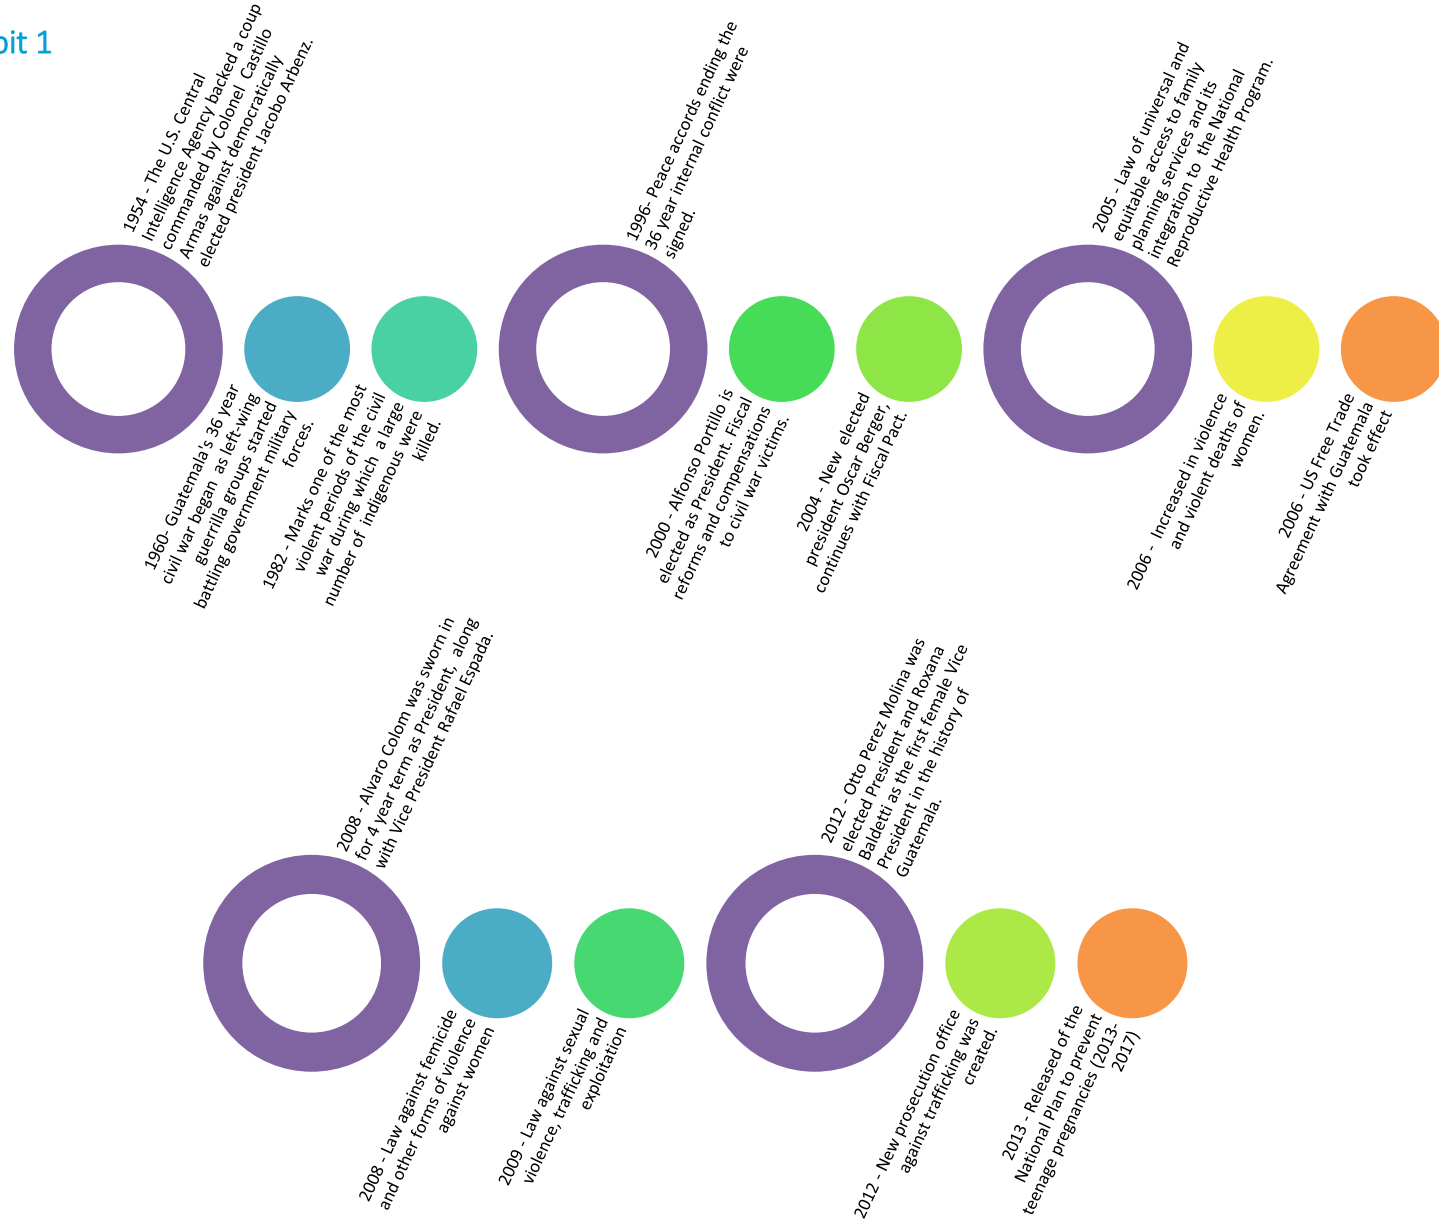 bit 1
1954 - The U.S. Central
Intelligence Agency backed a coup
commanded by Colonel Castillo
Armas against democratically
elected president Jacobo Arbenz.
1960- Guatemala's 36 year
civil war began as left-wing
guerrilla groups started
battling government military
forces.
1982 - Marks one of the most
violent periods of the civil
war during which a large
number of indigenous were
killed.
1996- Peace accords ending the
36 year internal conflict were
signed.
2000 - Alfonso Portillo is
elected as President. Fiscal
reforms and compensations
to civil war victims.
2004 - New elected
president Oscar Berger,
continues with Fiscal Pact.
2005 - Law of universal and
equitable access to family
planning services and its
integration to the National
Reproductive Health Program.
2006 - Increased in violence
and violent deaths of
women.
2006 - US Free Trade
Agreement with Guatemala
took effect
2008 - Alvaro Colom was sworn in
for 4 year term as President, along
with Vice President Rafael Espada.
2008 - Law against femicide
and other forms of violence
against women
2009 - Law against sexual
violence, trafficking and
exploitation
2012 - Otto Perez Molina was
elected President and Roxana
Baldetti as the first female Vice
President in the history of
Guatemala.
2012 - New prosecution office
against trafficking was
created.
2013 - Released of the
National Plan to prevent
teenage pregnancies (2013-
2017)